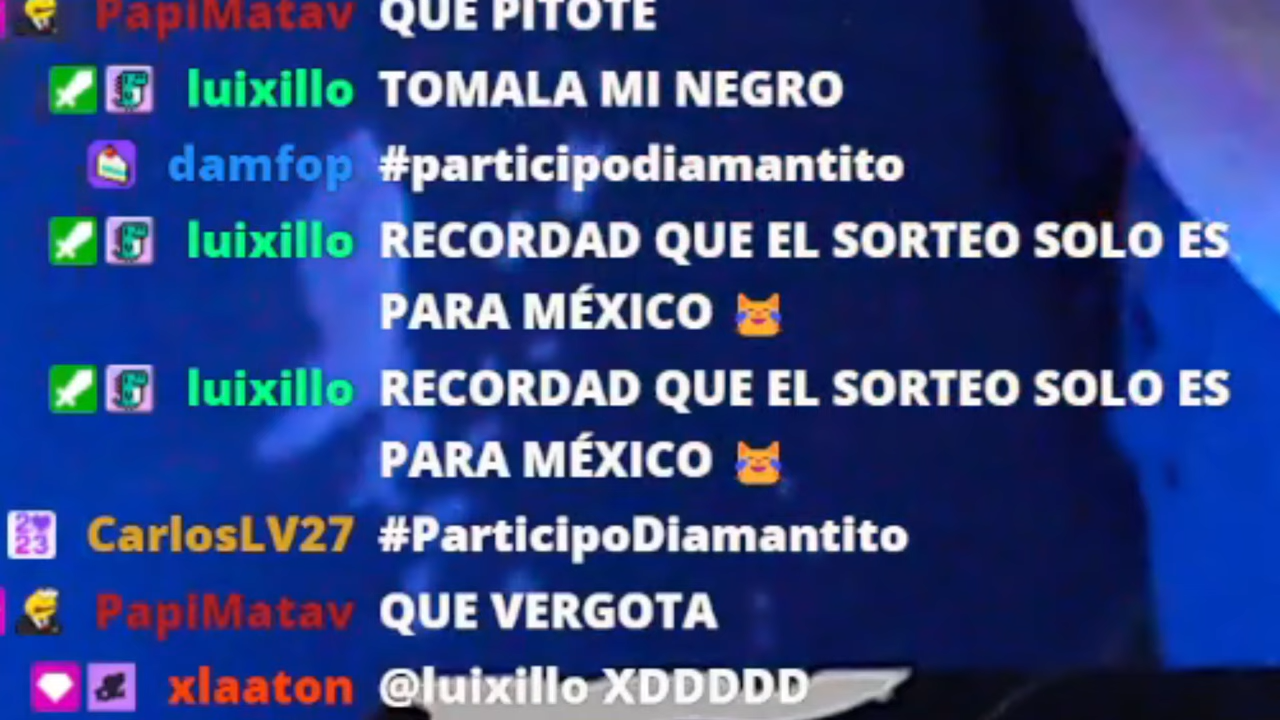 PapiMatav QUE PITOTE
luixillo TOMALA MI NEGRO
damfop #participodiamantito
luixillo RECORDAD QUE EL SORTEO SOLO ES
PARA MÉXICO
luixillo RECORDAD QUE EL SORTEO SOLO ES
PARA MÉXICO
2023 CarlosLV27 #ParticipoDiamantito
PapiMatav QUE VERGOTA
xlaaton @luixillo XDDDDD